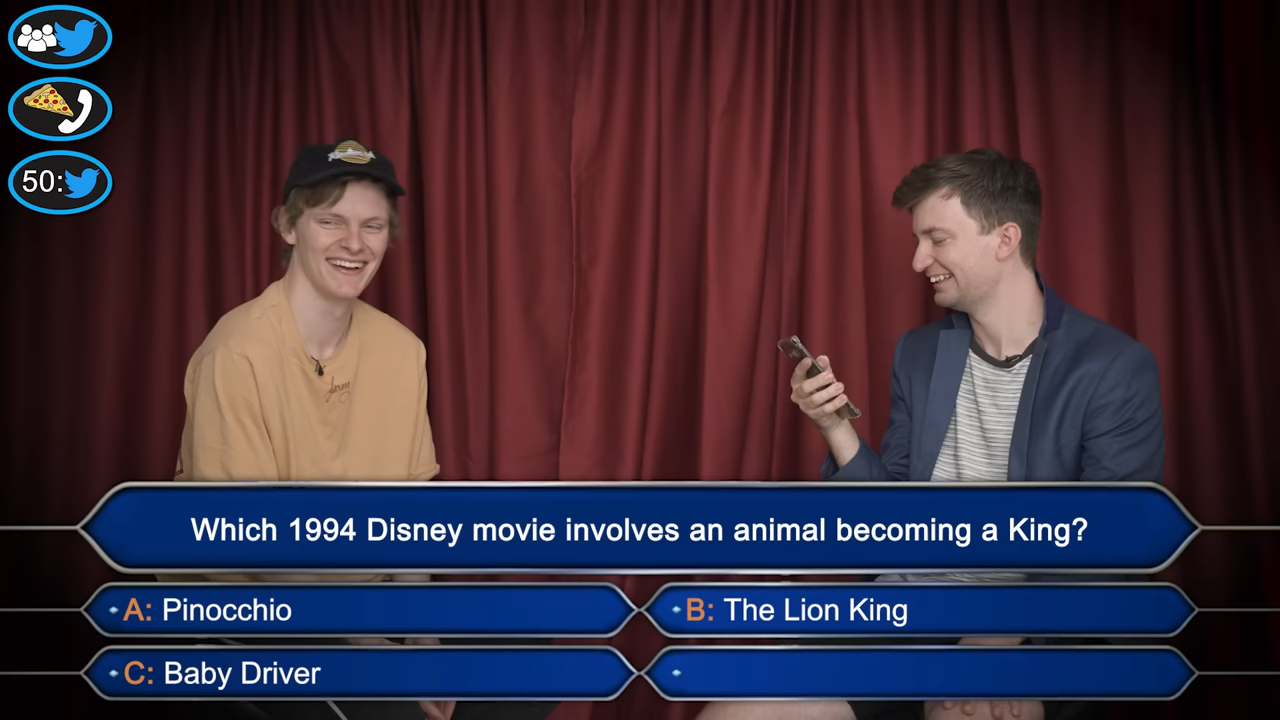 50:
Which 1994 Disney movie involves an animal becoming a King?
A: Pinocchio
B: The Lion King
C: Baby Driver